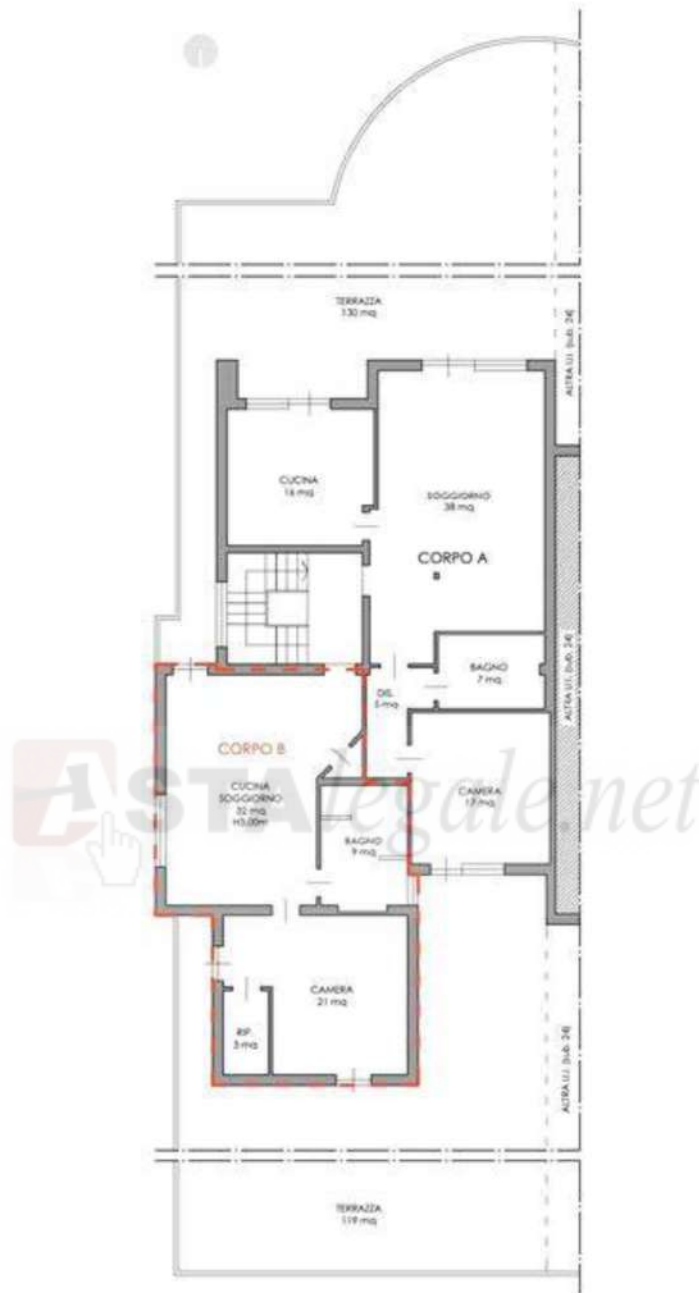 TERRAZZA
130 mq
ALTRA U.I. (sub. 24)
CUCINA
16 mq
SOGGIORNO
38 mq
CORPO A
BAGNO
7 mq
DIS.
5 mq
ALTRA U.I. (sub. 24)
CORPO B
CUCINA
SOGGIORNO
32 mq
H3,00m
CAMERA
17 mq
BAGNO
9 mq
ASTAlegale.net
CAMERA
21 mq
RIP.
3 mq
ALTRA U.I. (sub. 24)
TERRAZZA
119 mq